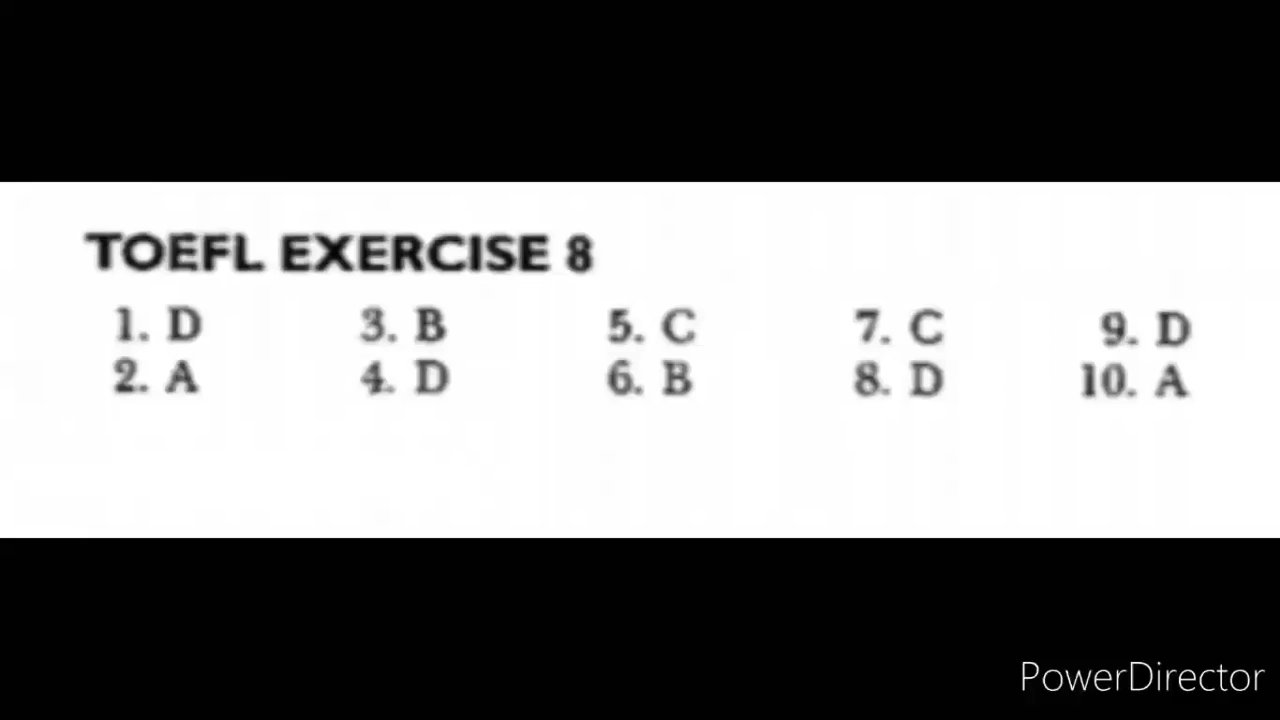 TOEFL EXERCISE 8
1. D 3. B 5. C 7. C 9. D
2. A 4. D 6. B 8. D 10. A
PowerDirector